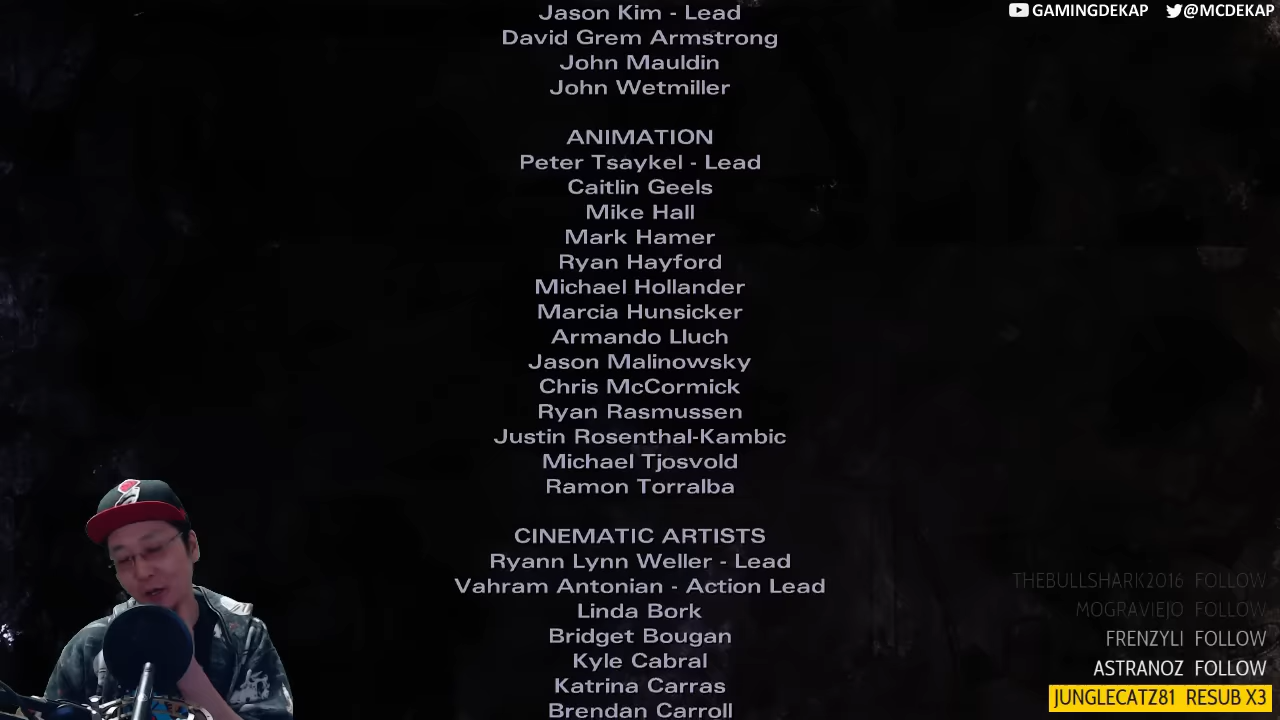 Jason Kim - Lead
GAMINGDEKAP @MCDEKAP
David Grem Armstrong
John Mauldin
John Wetmiller
ANIMATION
Peter Tsaykel - Lead
Caitlin Geels
Mike Hall
Mark Hamer
Ryan Hayford
Michael Hollander
Marcia Hunsicker
Armando Lluch
Jason Malinowsky
Chris McCormick
Ryan Rasmussen
Justin Rosenthal-Kambic
Michael Tjosvold
Ramon Torralba
CINEMATIC ARTISTS
Ryann Lynn Weller - Lead
Vahram Antonian - Action Lead
Linda Bork
Bridget Bougan
Kyle Cabral
Katrina Carras
Brendan Carroll
THEBULLSHARK2016 FOLLOW
MOGRAVIEJO FOLLOW
FRENZYLI FOLLOW
ASTRANOZ FOLLOW
JUNGLECATZ81 RESUB X3